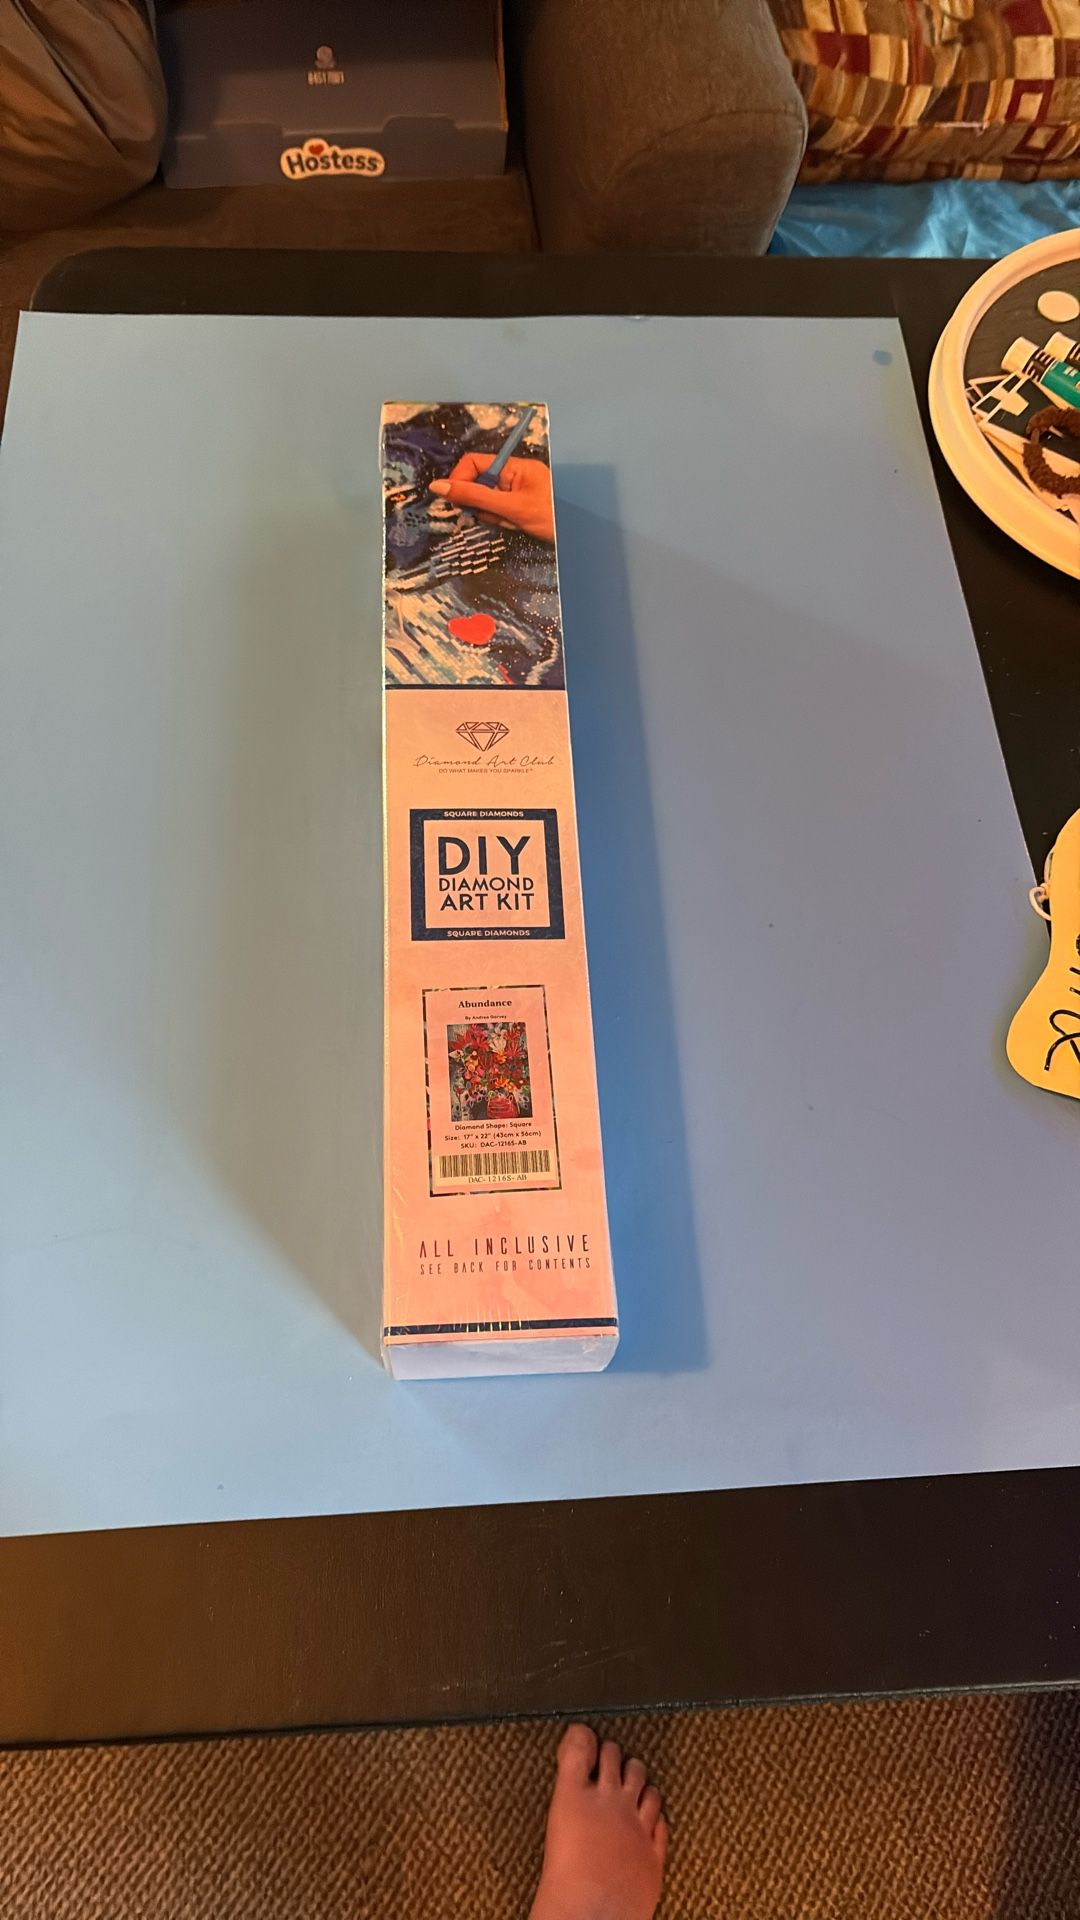 Hostess
Diamond Art Club
DO WHAT MAKES YOU SPARKLE
SQUARE DIAMONDS
DIY
DIAMOND
ART KIT
SQUARE DIAMONDS
Abundance
By Andrea Garvey
Diamond Shape: Square
Size: 17" x 22" (43cm x 56cm)
SKU: DAC-1216S-AB
DAC-1216S-AB
ALL INCLUSIVE
SEE BACK FOR CONTENTS